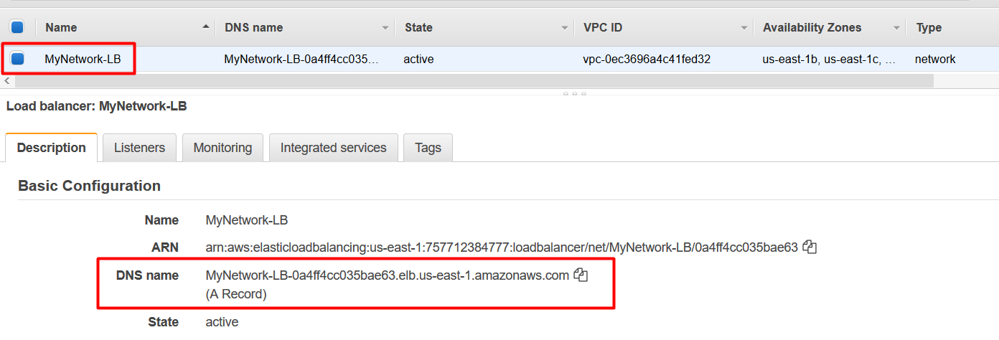 Name DNS name State VPC ID Availability Zones Type
MyNetwork-LB MyNetwork-LB-0a4ff4cc035… active vpc-0ec3696a4c41fed32 us-east-1b, us-east-1c, … network
Load balancer: MyNetwork-LB
Description Listeners Monitoring Integrated services Tags
Basic Configuration
Name MyNetwork-LB
ARN arn:aws:elasticloadbalancing:us-east-1:757712384777:loadbalancer/net/MyNetwork-LB/0a4ff4cc035bae63
DNS name MyNetwork-LB-0a4ff4cc035bae63.elb.us-east-1.amazonaws.com
(A Record)
State active